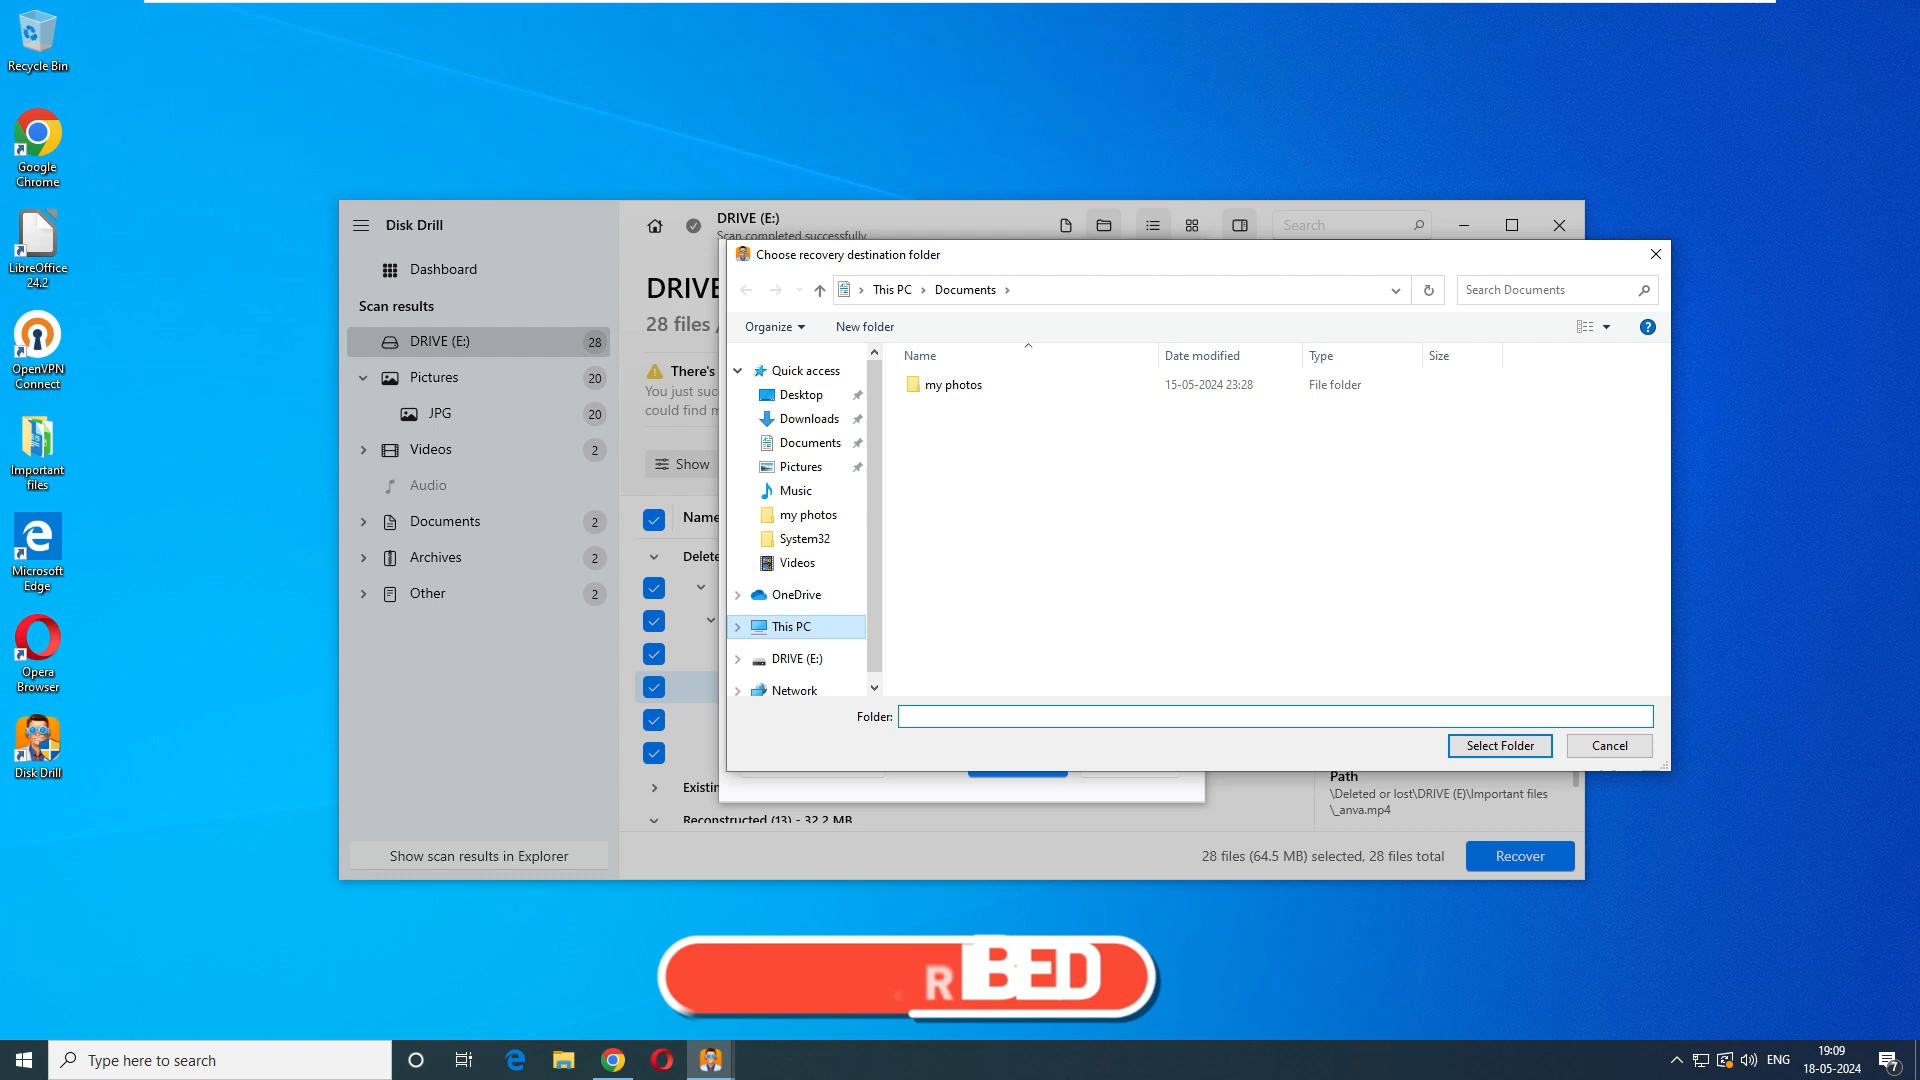 Recycle Bin
Google
Chrome
LibreOffice
24.2
OpenVPN
Connect
Important
files
Microsoft
Edge
Opera
Browser
Disk Drill
Disk Drill
Dashboard
Scan results
DRIVE (E:) 28
Pictures 20
JPG 20
Videos 2
Audio
Documents 2
Archives 2
Other 2
Show scan results in Explorer
DRIVE (E:)
Scan completed successfully
Search
DRIVE
28 files
There's
You just suc
could find m
Show
Name
Delete
Existin
Reconstructed (13) - 32.2 MB
Choose recovery destination folder
This PC > Documents >
Search Documents
Organize
New folder
Name Date modified Type Size
my photos 15-05-2024 23:28 File folder
Quick access
Desktop
Downloads
Documents
Pictures
Music
my photos
System32
Videos
OneDrive
This PC
DRIVE (E:)
Network
Folder:
Select Folder
Cancel
Path
\Deleted or lost\DRIVE (E)\Important files
\_anva.mp4
28 files (64.5 MB) selected, 28 files total
Recover
R BED
Type here to search
ENG
19:09
18-05-2024
7